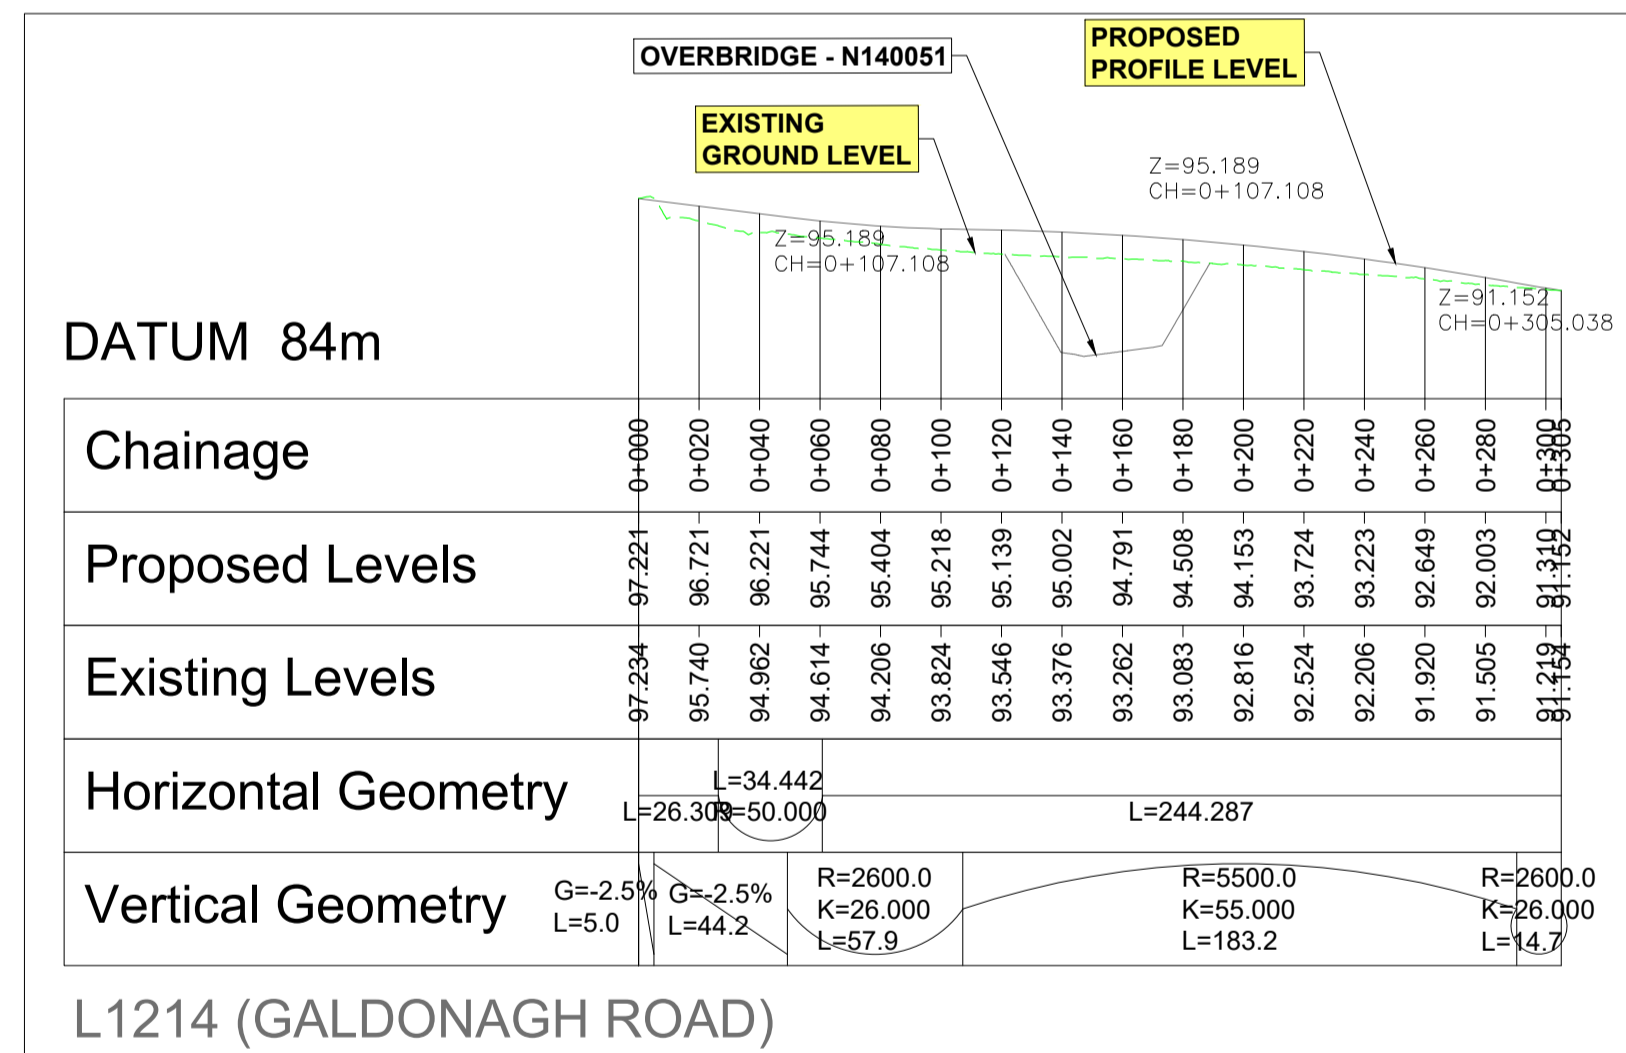 OVERBRIDGE - N140051
PROPOSED
PROFILE LEVEL
EXISTING
GROUND LEVEL
Z=95.189
CH=0+107.108
Z=95.189
CH=0+107.108
Z=91.152
CH=0+305.038
DATUM 84m
Chainage
0+000
0+020
0+040
0+060
0+080
0+100
0+120
0+140
0+160
0+180
0+200
0+220
0+240
0+260
0+280
0+300
0+305
Proposed Levels
97.221
96.721
96.221
95.744
95.404
95.218
95.139
95.002
94.791
94.508
94.153
93.724
93.223
92.649
92.003
91.310
91.152
Existing Levels
97.234
95.740
94.962
94.614
94.206
93.824
93.546
93.376
93.262
93.083
92.816
92.524
92.206
91.920
91.505
91.219
91.154
Horizontal Geometry
L=26.309
L=34.442
R=50.000
L=244.287
Vertical Geometry
G=-2.5%
L=5.0
G=-2.5%
L=44.2
R=2600.0
K=26.000
L=57.9
R=5500.0
K=55.000
L=183.2
R=2600.0
K=26.000
L=14.7
L1214 (GALDONAGH ROAD)